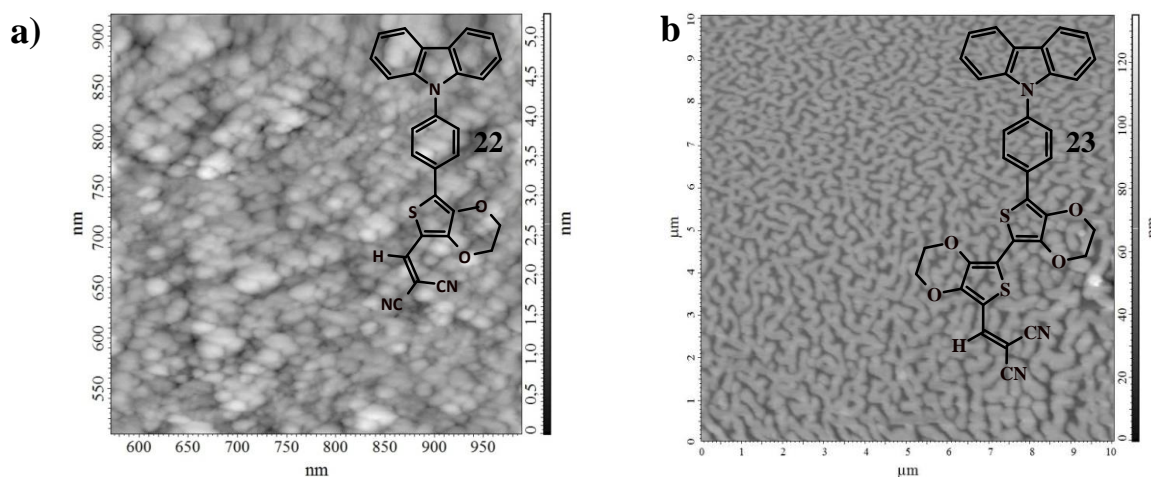 a)
900
850
800
750
700
650
600
550
nm
600 650 700 750 800 850 900 950
nm
5,0
4,5
4,0
3,5
3,0
2,5
2,0
1,5
1,0
0,5
0
nm
N
22
S
O
O
H
CN
NC
b
10
9
8
7
6
5
4
3
2
1
0
µm
0 1 2 3 4 5 6 7 8 9 10
µm
120
100
80
60
40
20
0
nm
N
23
S
O
O
O
O
S
H
CN
CN